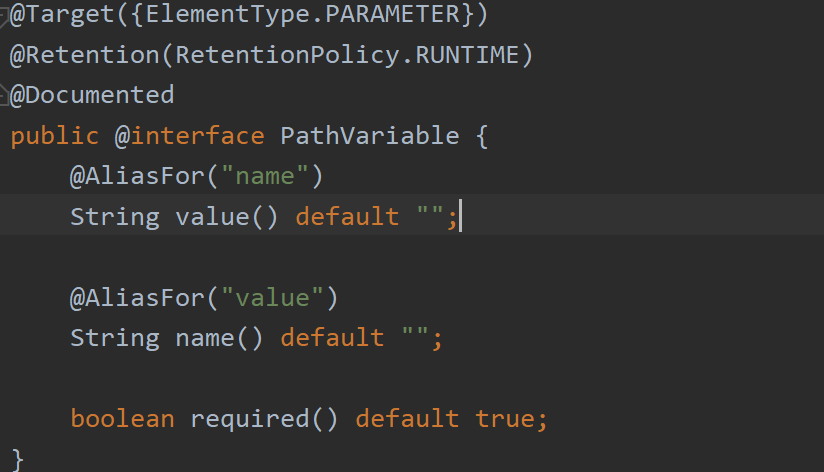 @Target({ElementType.PARAMETER})
@Retention(RetentionPolicy.RUNTIME)
@Documented
public @interface PathVariable {
    @AliasFor("name")
    String value() default "";

    @AliasFor("value")
    String name() default "";

    boolean required() default true;
}